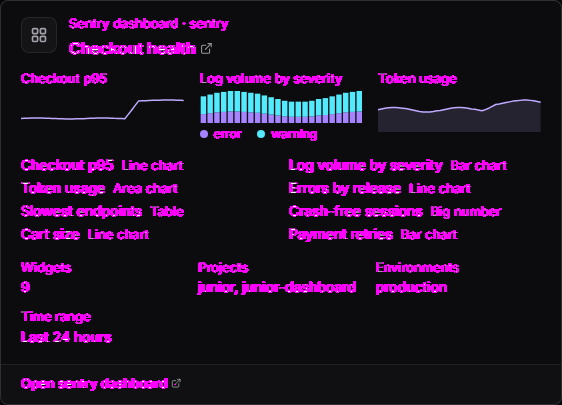 Sentry dashboard · sentry
Checkout health
Checkout p95
Log volume by severity
Token usage
error warning
Checkout p95 Line chart
Log volume by severity Bar chart
Token usage Area chart
Errors by release Line chart
Slowest endpoints Table
Crash-free sessions Big number
Cart size Line chart
Payment retries Bar chart
Widgets
9
Projects
junior, junior-dashboard
Environments
production
Time range
Last 24 hours
Open sentry dashboard